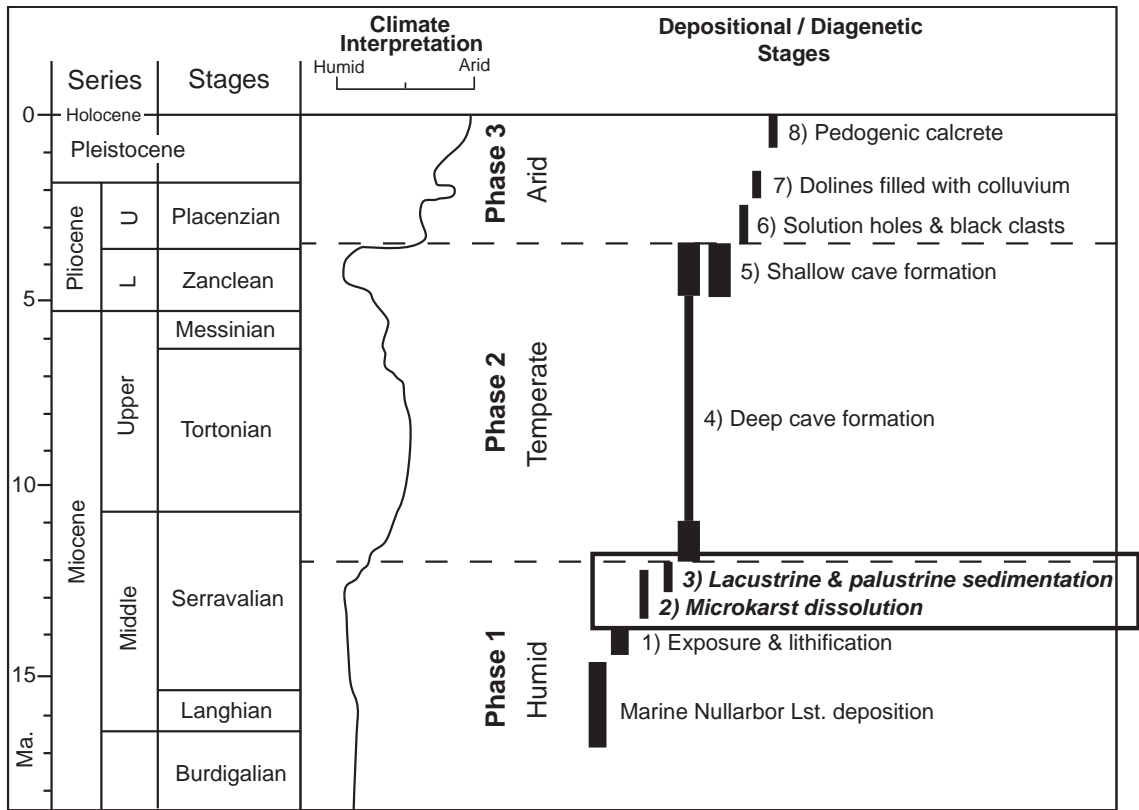 Climate
Interpretation
Humid
Arid
Depositional / Diagenetic
Stages
Series
Stages
0
Holocene
Pleistocene
Pliocene
U
Placenzian
L
Zanclean
5
Messinian
Upper
Tortonian
10
Miocene
Middle
Serravalian
15
Langhian
Burdigalian
Ma.
Phase 3
Arid
Phase 2
Temperate
Phase 1
Humid
8) Pedogenic calcrete
7) Dolines filled with colluvium
6) Solution holes & black clasts
5) Shallow cave formation
4) Deep cave formation
3) Lacustrine & palustrine sedimentation
2) Microkarst dissolution
1) Exposure & lithification
Marine Nullarbor Lst. deposition